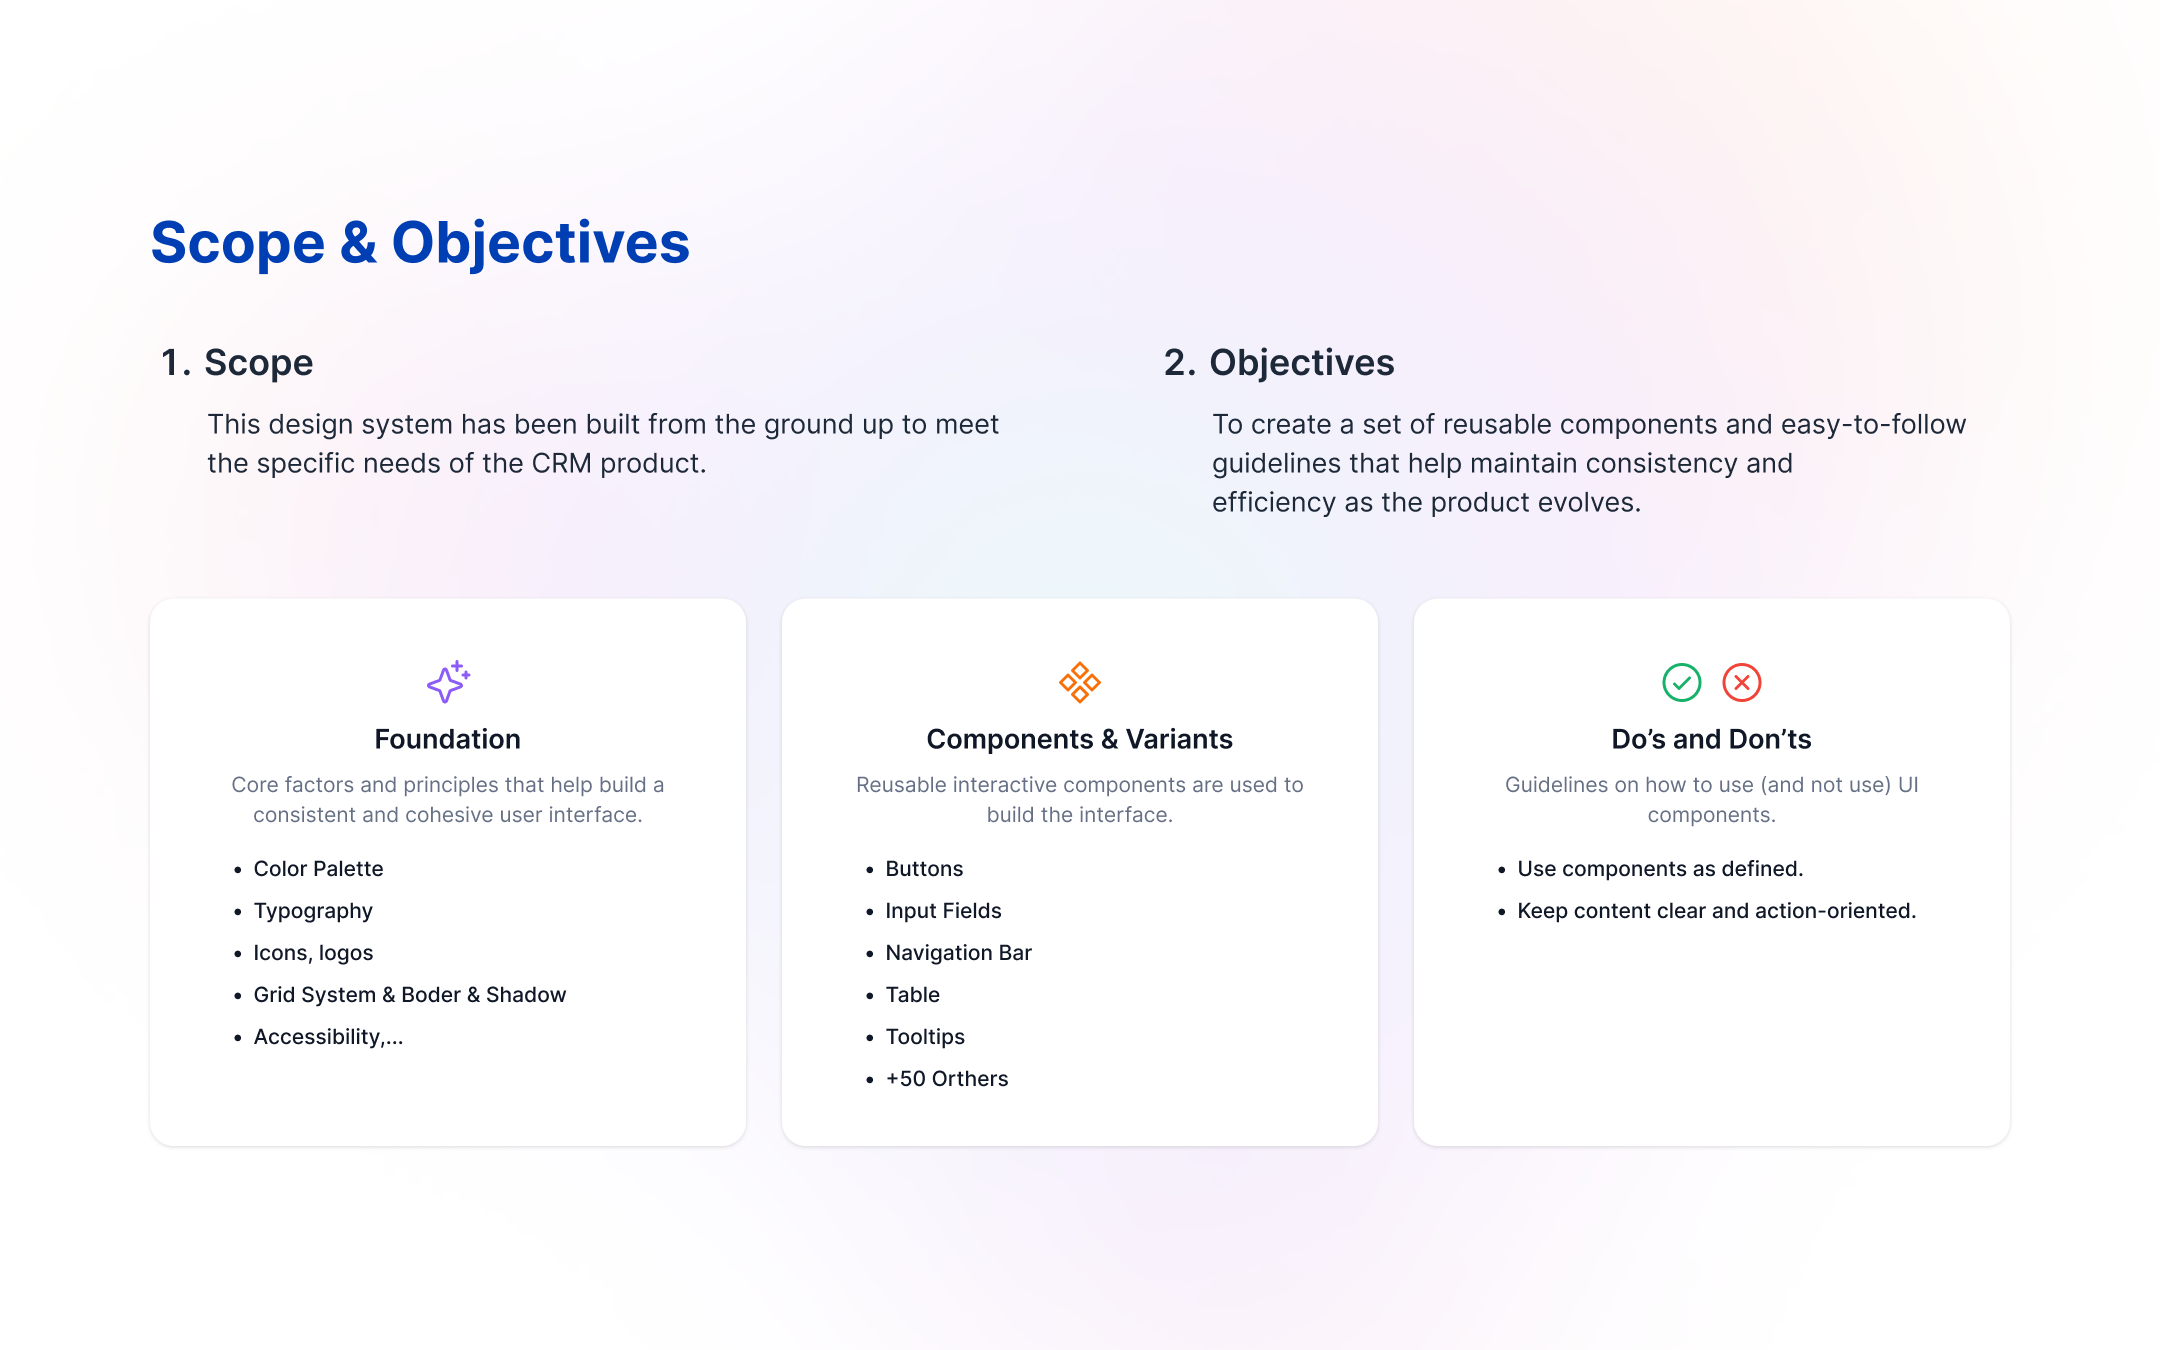 Scope & Objectives
1. Scope
This design system has been built from the ground up to meet
the specific needs of the CRM product.
2. Objectives
To create a set of reusable components and easy-to-follow
guidelines that help maintain consistency and
efficiency as the product evolves.
Foundation
Core factors and principles that help build a
consistent and cohesive user interface.
• Color Palette
• Typography
• Icons, logos
• Grid System & Boder & Shadow
• Accessibility,...
Components & Variants
Reusable interactive components are used to
build the interface.
• Buttons
• Input Fields
• Navigation Bar
• Table
• Tooltips
• +50 Orthers
Do’s and Don’ts
Guidelines on how to use (and not use) UI
components.
• Use components as defined.
• Keep content clear and action-oriented.